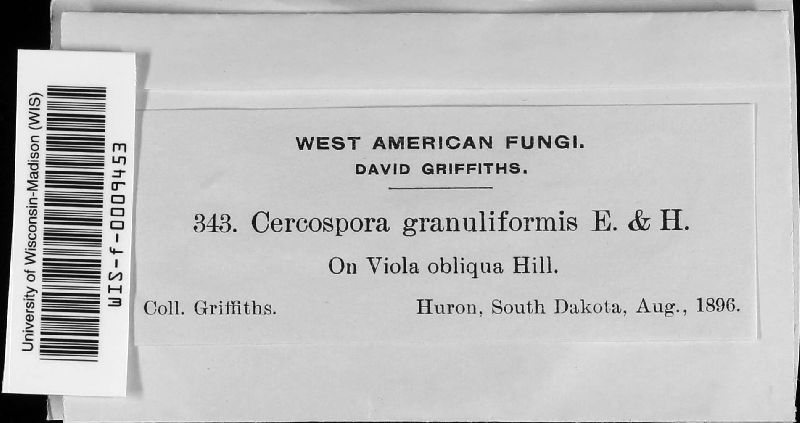 WEST AMERICAN FUNGI.
DAVID GRIFFITHS.
343. Cercospora granuliformis E. & H.
On Viola obliqua Hill.
Coll. Griffiths. Huron, South Dakota, Aug., 1896.
University of Wisconsin-Madison (WIS)
WIS-f-0009453